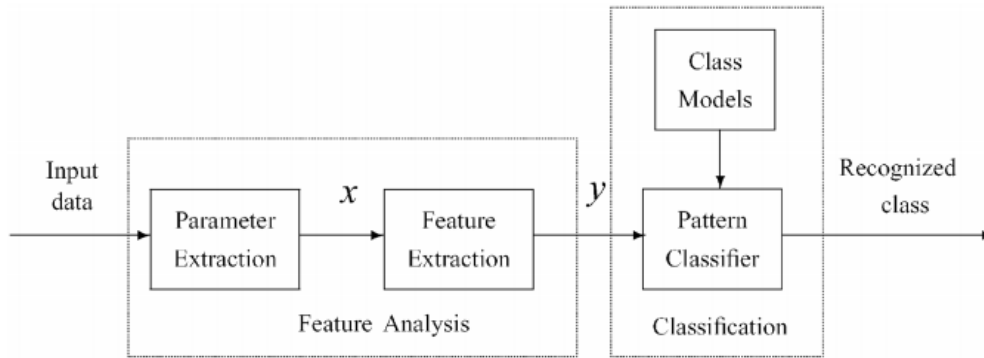 Class
Models
Input
data
x
y
Recognized
class
Parameter
Extraction
Feature
Extraction
Pattern
Classifier
Feature Analysis
Classification